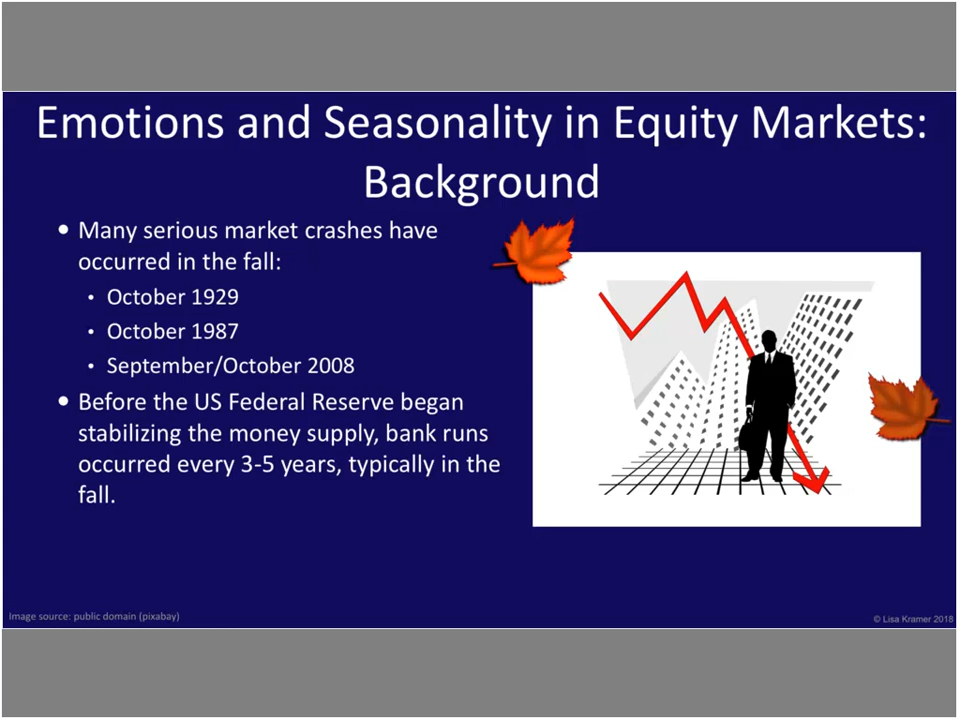 Emotions and Seasonality in Equity Markets:
Background
• Many serious market crashes have
occurred in the fall:
• October 1929
• October 1987
• September/October 2008
• Before the US Federal Reserve began
stabilizing the money supply, bank runs
occurred every 3-5 years, typically in the
fall.
Image source: public domain (pixabay)
© Lisa Kramer 2018